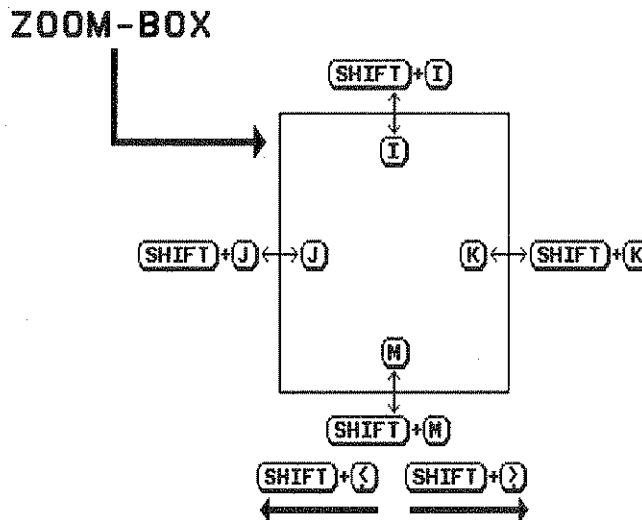 ZOOM-BOX
SHIFT+I
I
SHIFT+J J K SHIFT+K
M
SHIFT+M
SHIFT+< SHIFT+>